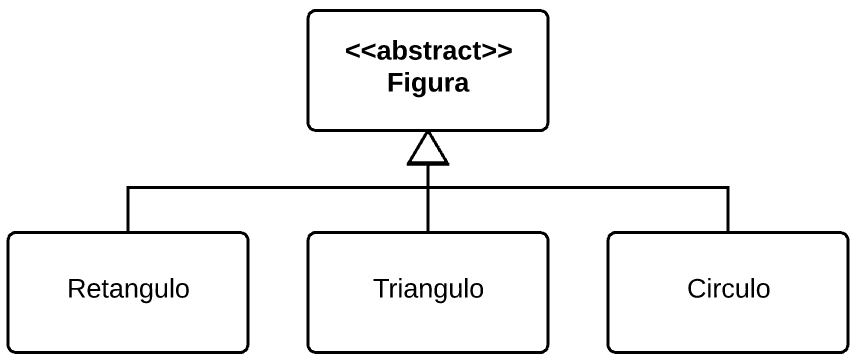 <<abstract>>
Figura
Retangulo
Triangulo
Circulo